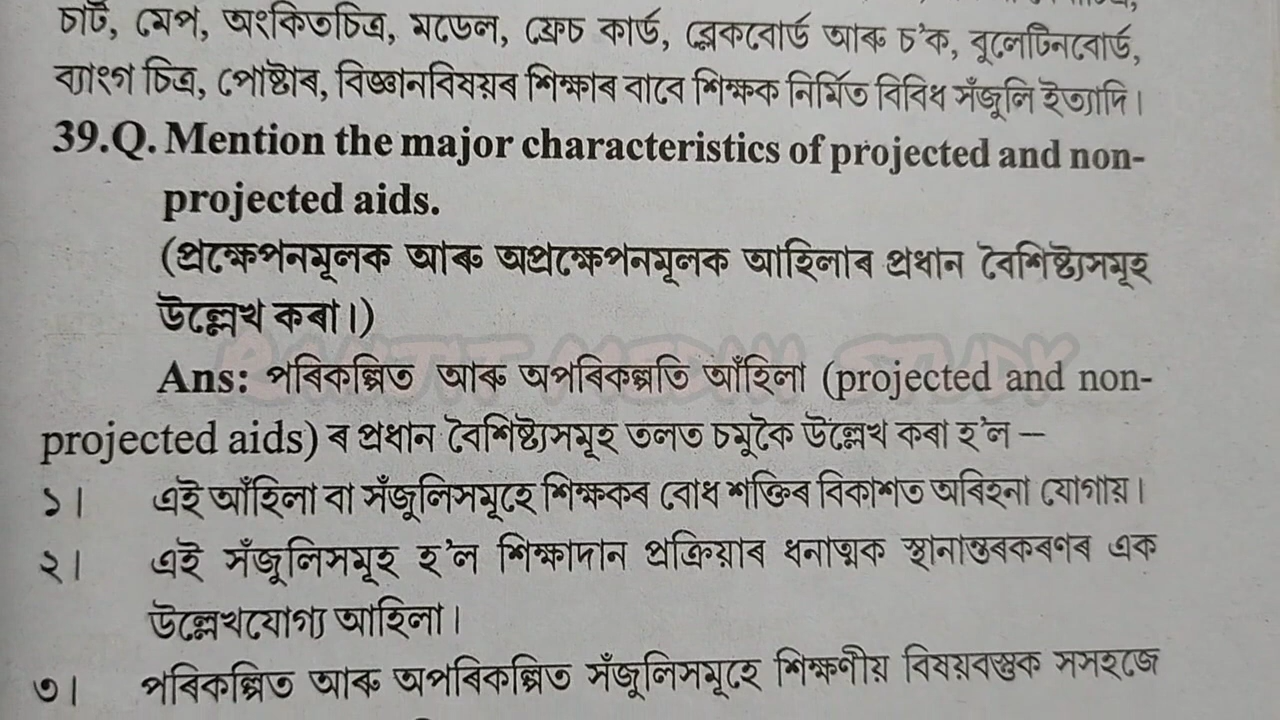 চাৰ্ট, মেপ, অংকিতচিত্ৰ, মডেল, ফ্লেচ কাৰ্ড, ব্লেকবোৰ্ড আৰু চ'ক, বুলেটিনবোৰ্ড,
ব্যাংগ চিত্ৰ, পোষ্টাৰ, বিজ্ঞানবিষয়ৰ শিক্ষাৰ বাবে শিক্ষক নিৰ্মিত বিবিধ সঁজুলি ইত্যাদি।
39.Q. Mention the major characteristics of projected and non-
projected aids.
(প্ৰক্ষেপনমূলক আৰু অপ্ৰক্ষেপনমূলক আহিলাৰ প্ৰধান বৈশিষ্ট্যসমূহ
উল্লেখ কৰা।)
Ans: পৰিকল্পিত আৰু অপৰিকল্পতি আঁহিলা (projected and non-
projected aids) ৰ প্ৰধান বৈশিষ্ট্যসমূহ তলত চমুকৈ উল্লেখ কৰা হ'ল –
১। এই আঁহিলা বা সঁজুলিসমূহে শিক্ষকৰ বোধ শক্তিৰ বিকাশত অৰিহনা যোগায়।
২। এই সঁজুলিসমূহ হ'ল শিক্ষাদান প্ৰক্ৰিয়াৰ ধনাত্মক স্থানান্তৰকৰণৰ এক
উল্লেখযোগ্য আহিলা।
৩। পৰিকল্পিত আৰু অপৰিকল্পিত সঁজুলিসমূহে শিক্ষণীয় বিষয়বস্তুক সসহজে